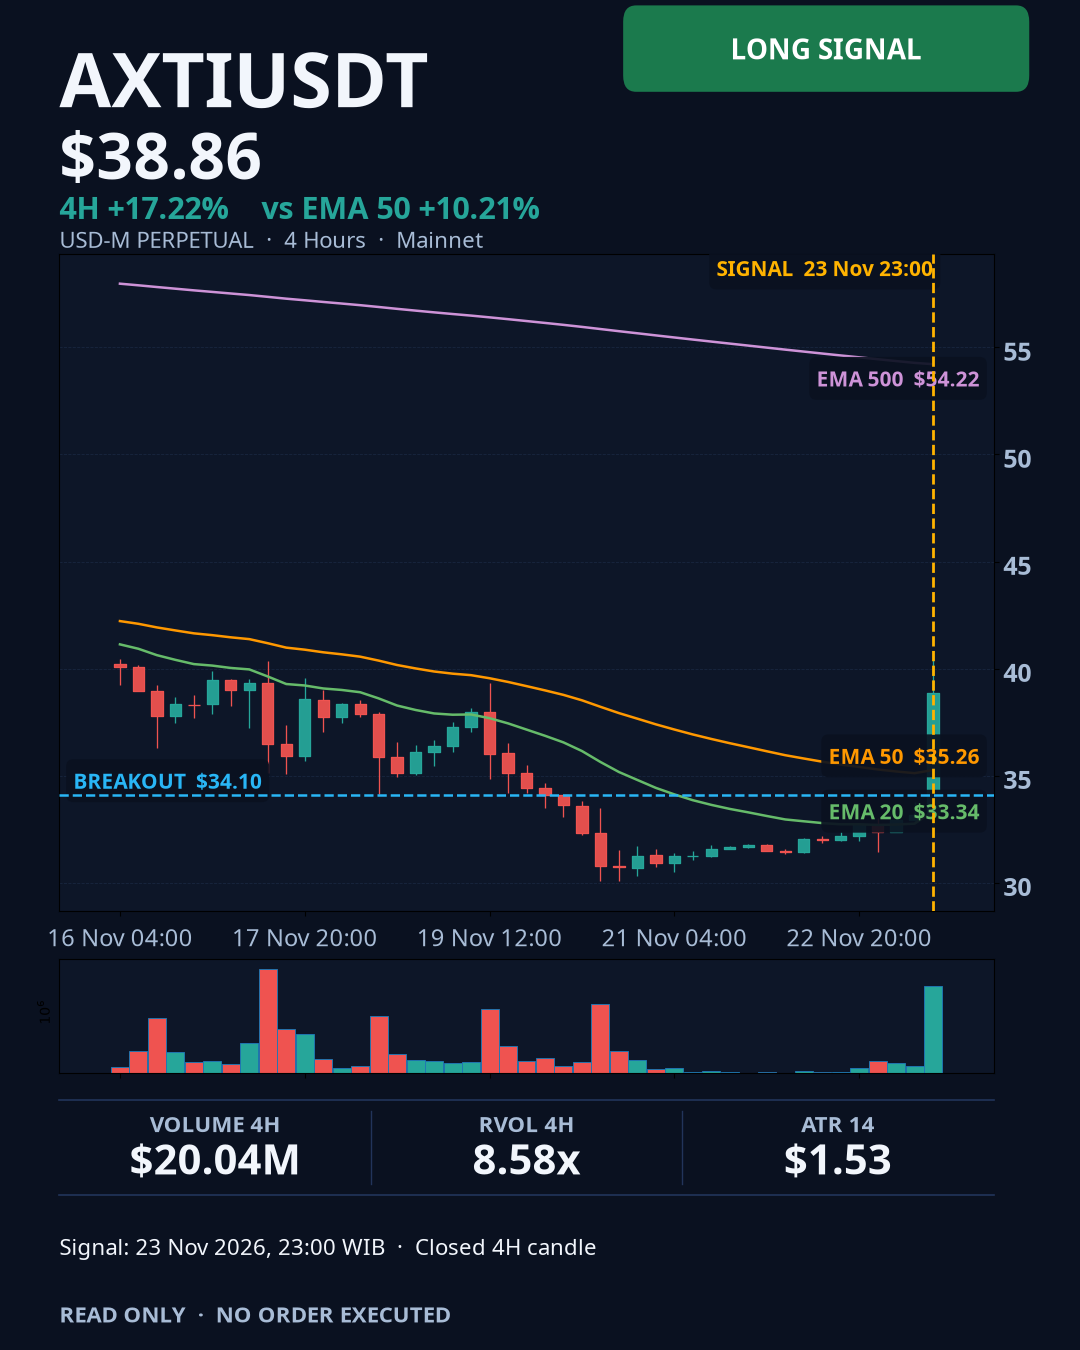 LONG SIGNAL
AXTIUSDT
$38.86
4H +17.22% vs EMA 50 +10.21%
USD-M PERPETUAL · 4 Hours · Mainnet
SIGNAL 23 Nov 23:00
55
EMA 500 $54.22
50
45
40
EMA 50 $35.26
35
BREAKOUT $34.10
EMA 20 $33.34
30
16 Nov 04:00 17 Nov 20:00 19 Nov 12:00 21 Nov 04:00 22 Nov 20:00
10⁶
VOLUME 4H RVOL 4H ATR 14
$20.04M 8.58x $1.53
Signal: 23 Nov 2026, 23:00 WIB · Closed 4H candle
READ ONLY · NO ORDER EXECUTED